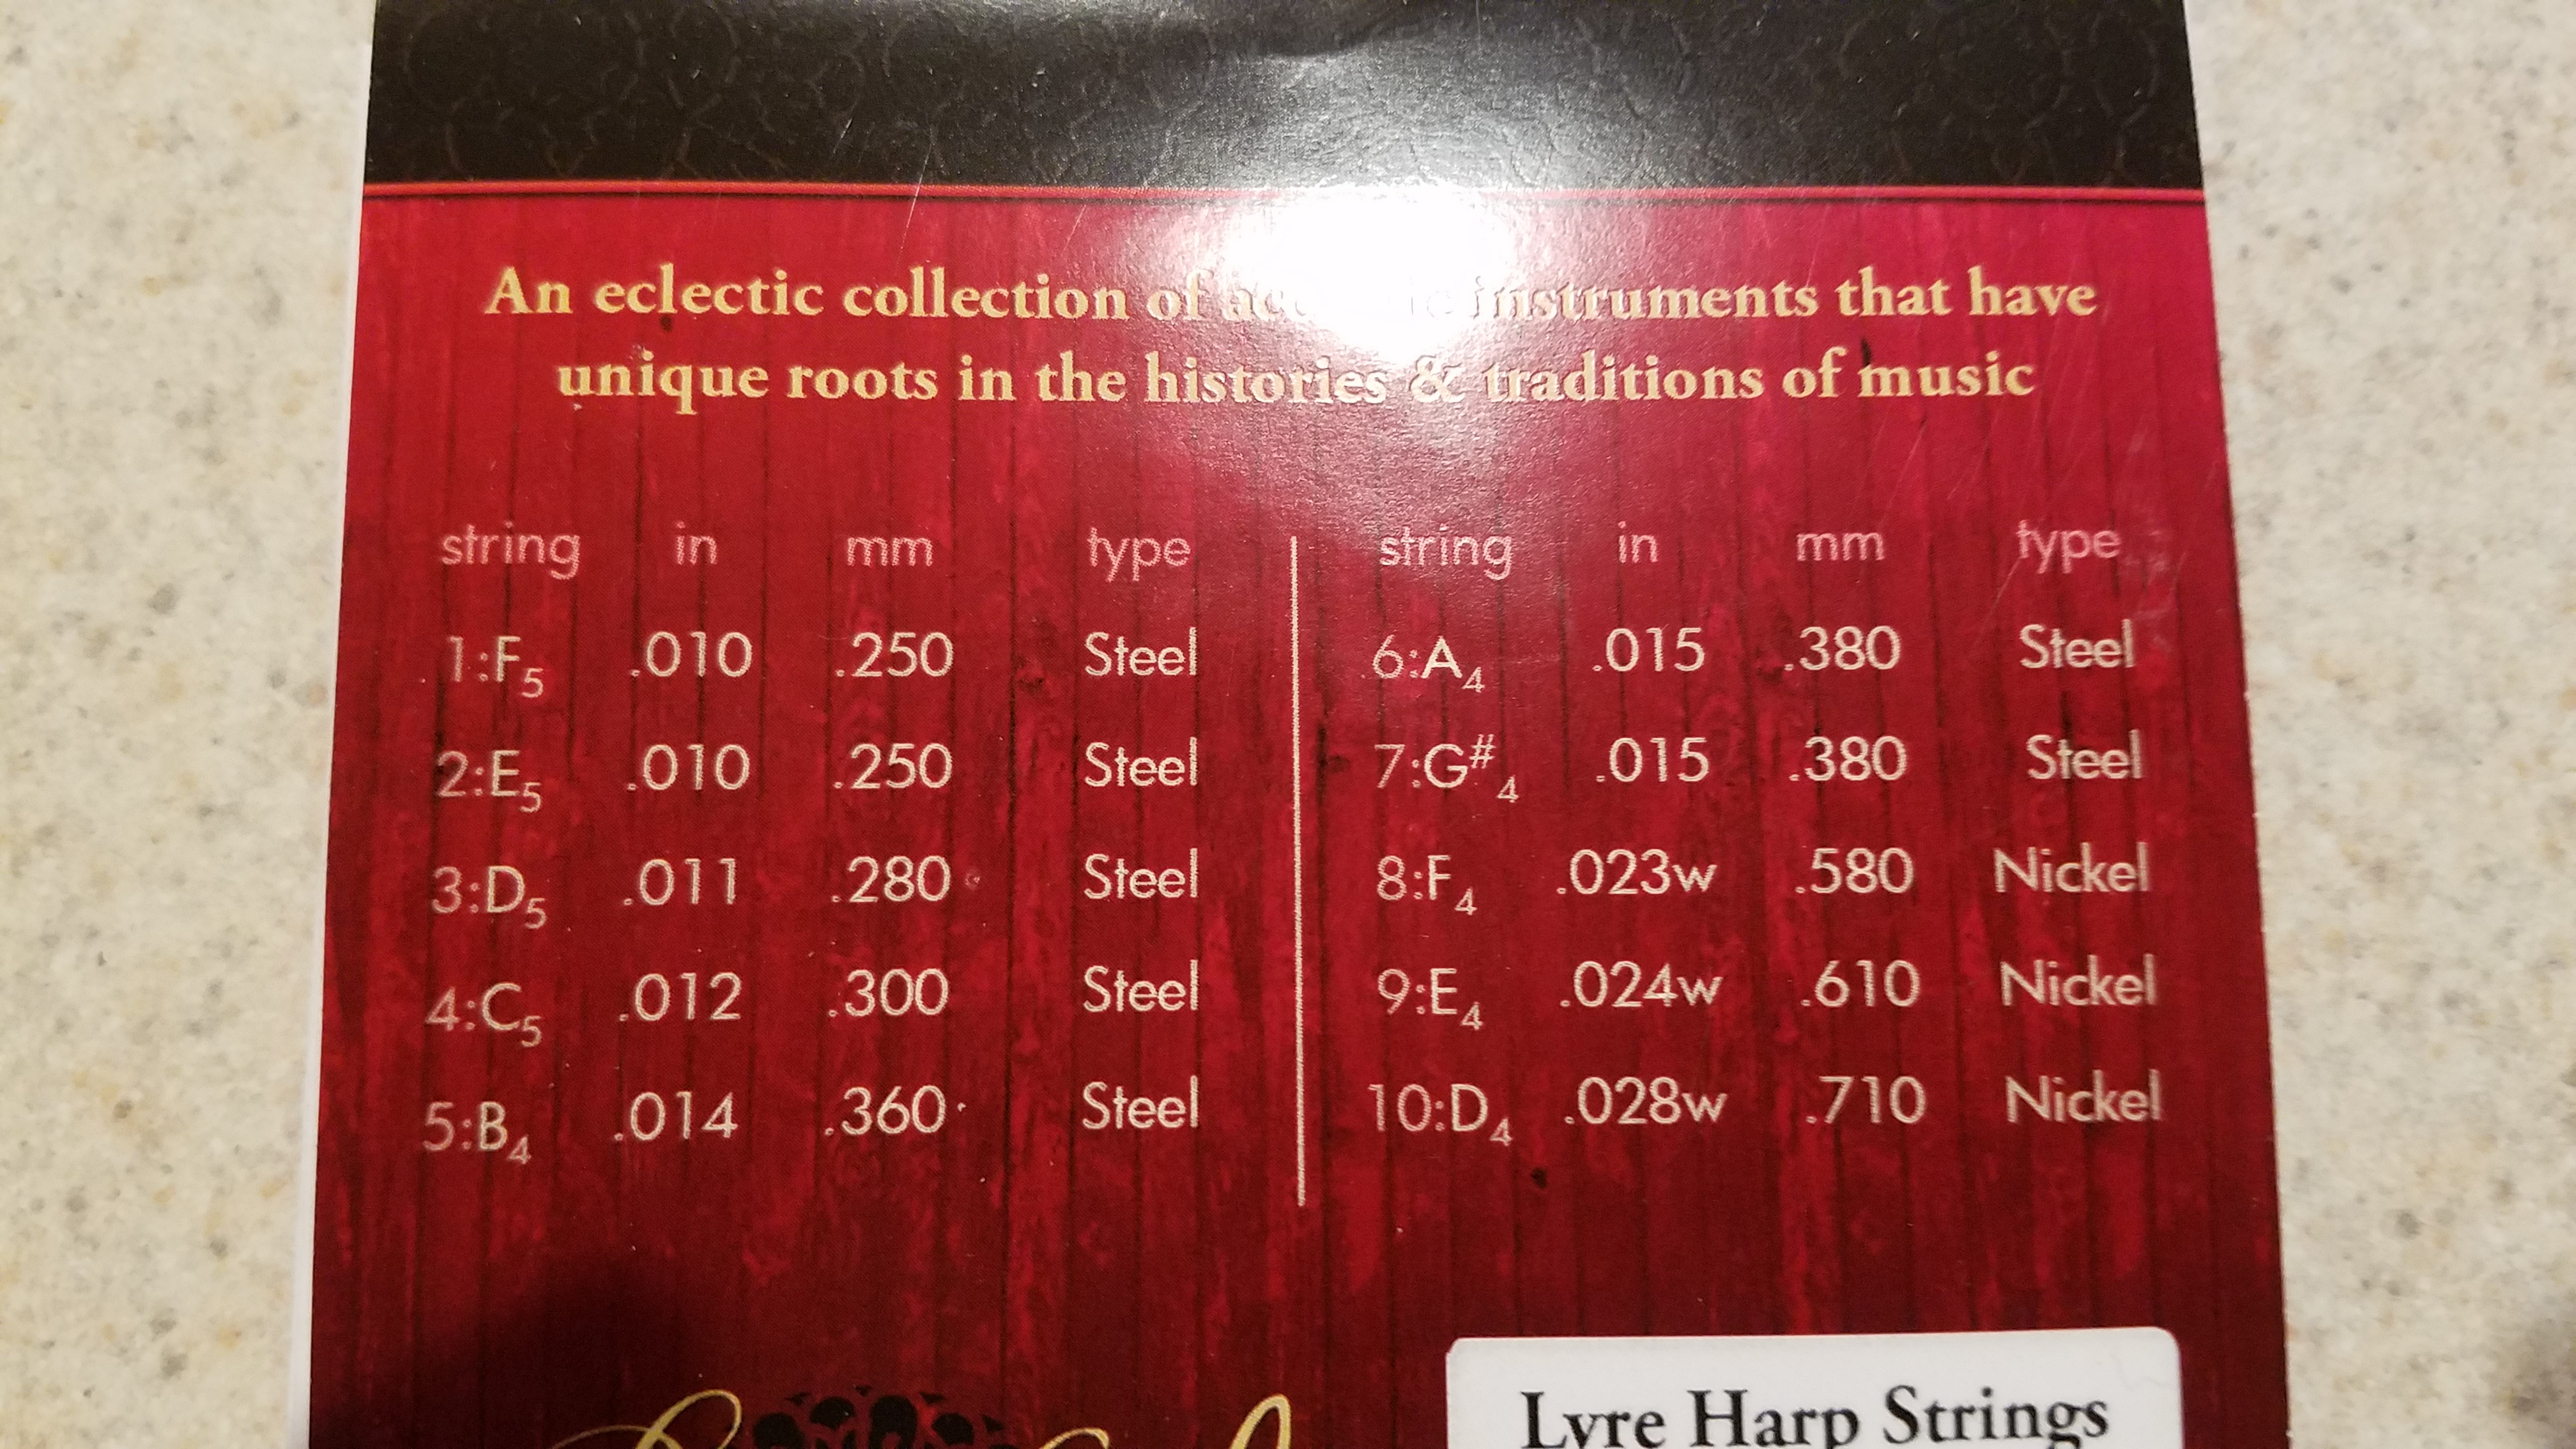 An eclectic collection of instruments that have
unique roots in the histories & traditions of music
string in mm type string in mm type
1:F5 .010 .250 Steel 6:A4 .015 .380 Steel
2:E5 .010 .250 Steel 7:G#4 .015 .380 Steel
3:D5 .011 .280 Steel 8:F4 .023w .580 Nickel
4:C5 .012 .300 Steel 9:E4 .024w .610 Nickel
5:B4 .014 .360 Steel 10:D4 .028w .710 Nickel
Lyre Harp Strings